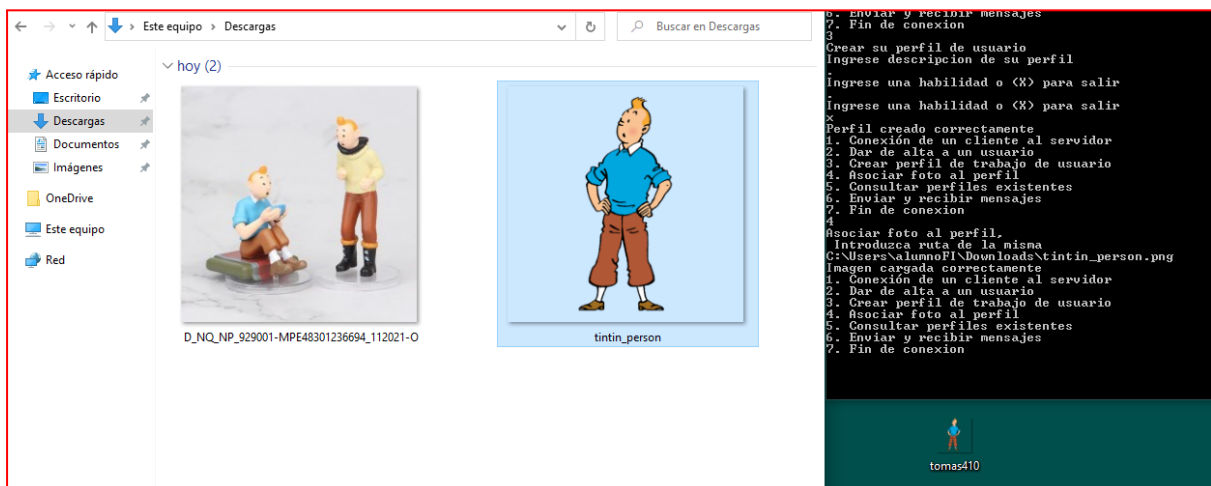 Este equipo > Descargas
Buscar en Descargas
Acceso rápido
Escritorio
Descargas
Documentos
Imágenes
OneDrive
Este equipo
Red
hoy (2)
D_NQ_NP_929001-MPE48301236694_112021-O
tintin_person
6. Enviar y recibir mensajes
7. Fin de conexion
3
Crear su perfil de usuario
Ingrese descripcion de su perfil
.
Ingrese una habilidad o (X) para salir
.
Ingrese una habilidad o (X) para salir
x
Perfil creado correctamente
1. Conexión de un cliente al servidor
2. Dar de alta a un usuario
3. Crear perfil de trabajo de usuario
4. Asociar foto al perfil
5. Consultar perfiles existentes
6. Enviar y recibir mensajes
7. Fin de conexion
4
Asociar foto al perfil,
Introduzca ruta de la misma
C:\Users\alumnoFI\Downloads\tintin_person.png
Imagen cargada correctamente
1. Conexión de un cliente al servidor
2. Dar de alta a un usuario
3. Crear perfil de trabajo de usuario
4. Asociar foto al perfil
5. Consultar perfiles existentes
6. Enviar y recibir mensajes
7. Fin de conexion
tomas410